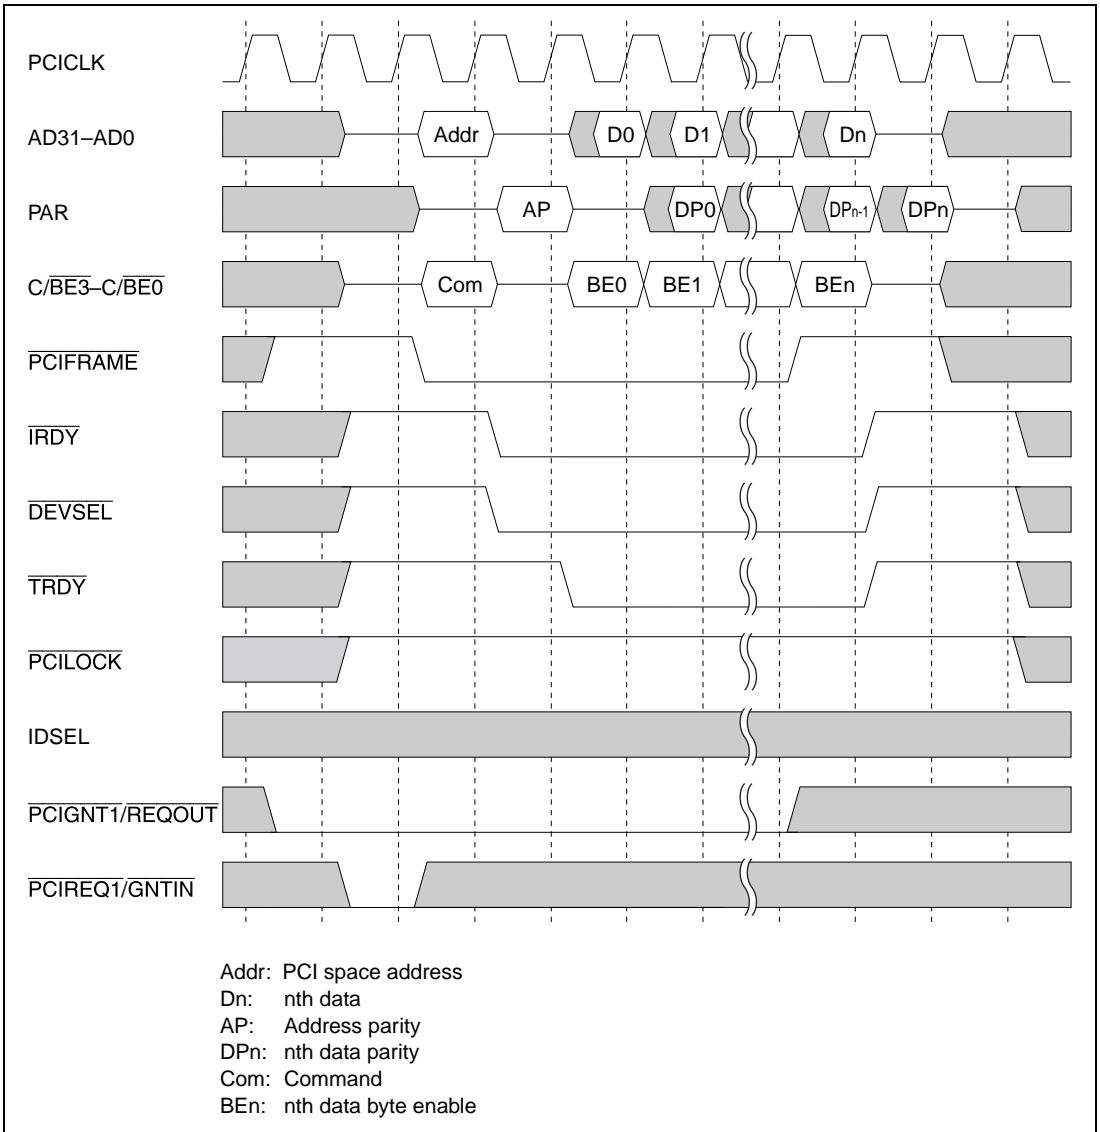 PCICLK
AD31–AD0 Addr D0 D1 Dn
PAR AP DP0 DPn-1 DPn
C/BE3–C/BE0 Com BE0 BE1 BEn
PCIFRAME
IRDY
DEVSEL
TRDY
PCILOCK
IDSEL
PCIGNT1/REQOUT
PCIREQ1/GNTIN
Addr: PCI space address
Dn: nth data
AP: Address parity
DPn: nth data parity
Com: Command
BEn: nth data byte enable